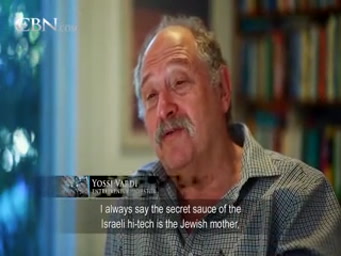 CBN.com
YOSSI VARDI
I always say the secret sauce of the
Israeli hi-tech is the Jewish mother,